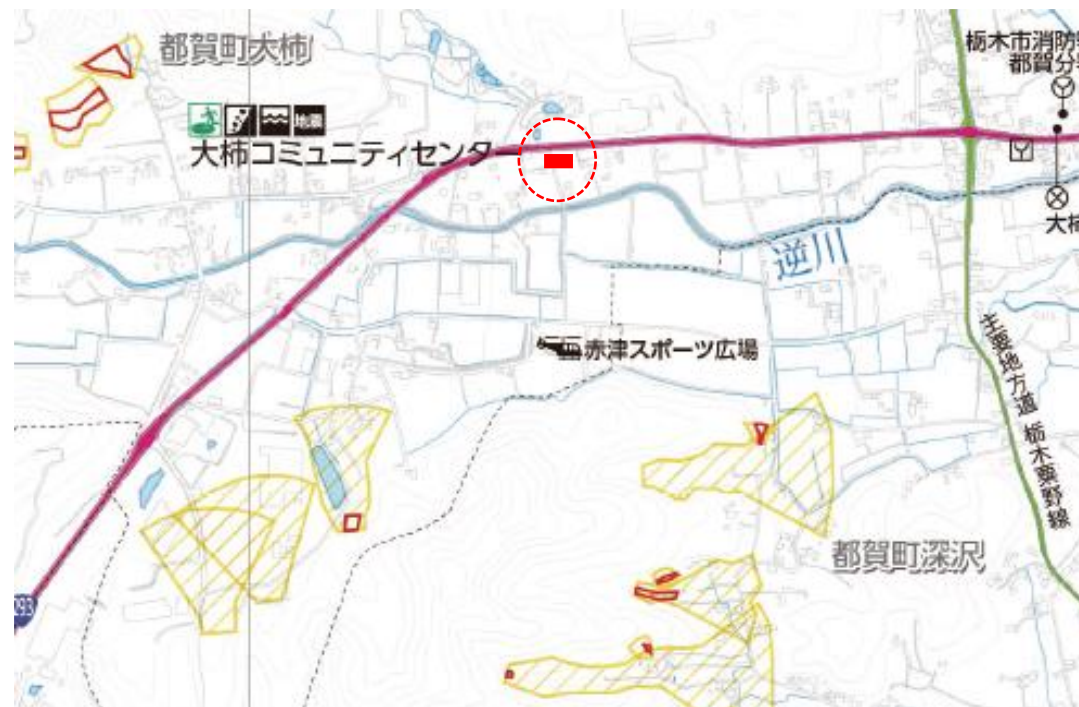 都賀町大柿
栃木市消防
都賀分
地震
大柿コミュニティセンター
大柿
逆川
赤津スポーツ広場
主要地方道 栃木粟野線
都賀町深沢
293